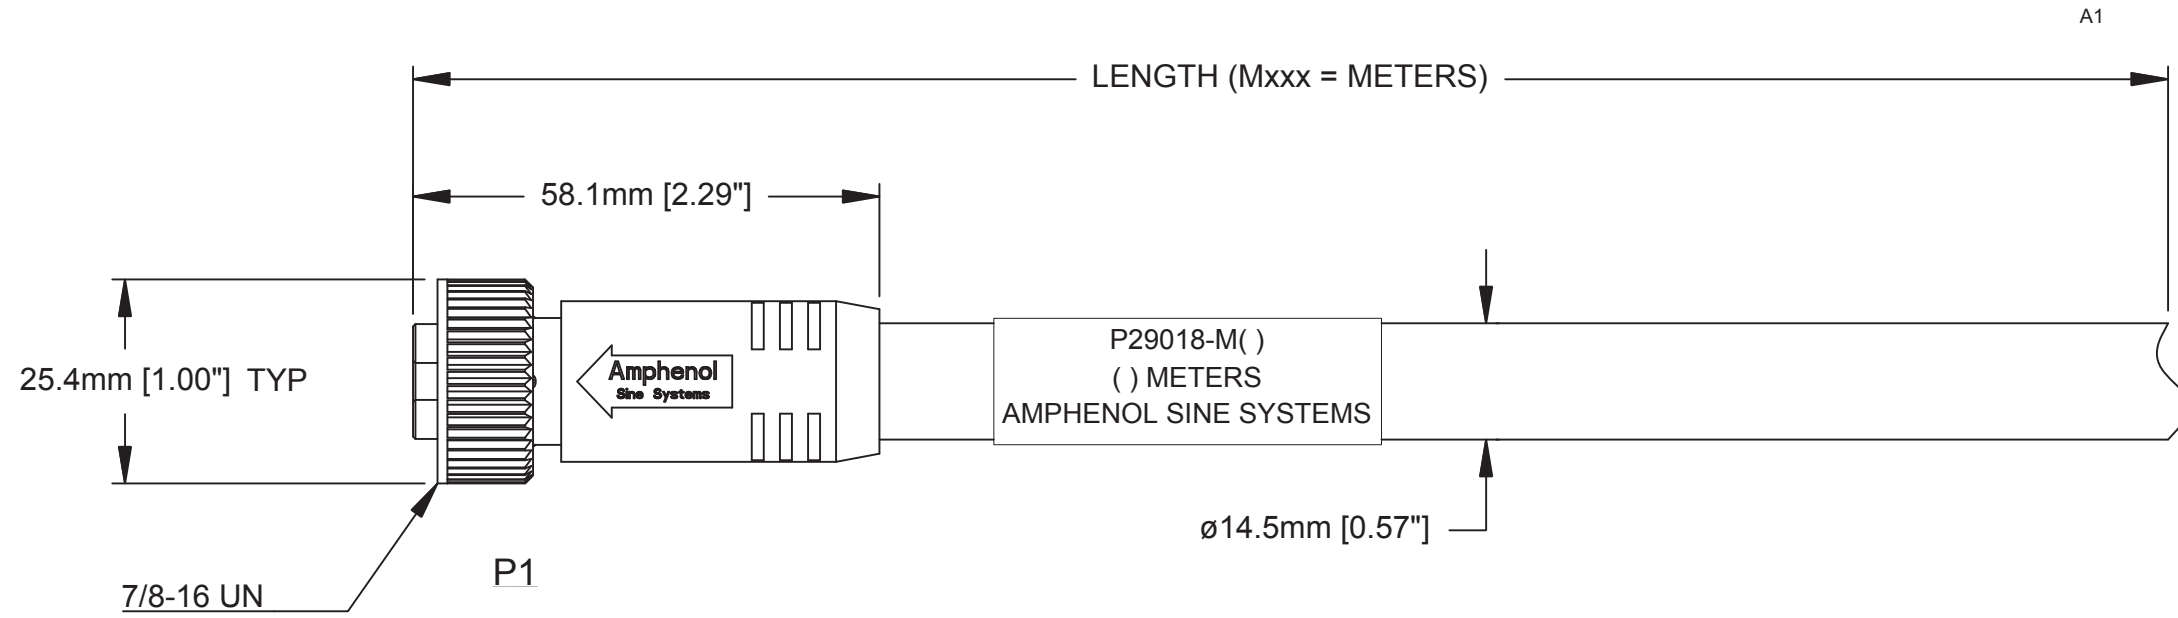 A1
LENGTH (Mxxx = METERS)
58.1mm [2.29"]
25.4mm [1.00"] TYP
Amphenol
Sine Systems
P29018-M( )
( ) METERS
AMPHENOL SINE SYSTEMS
ø14.5mm [0.57"]
P1
7/8-16 UN